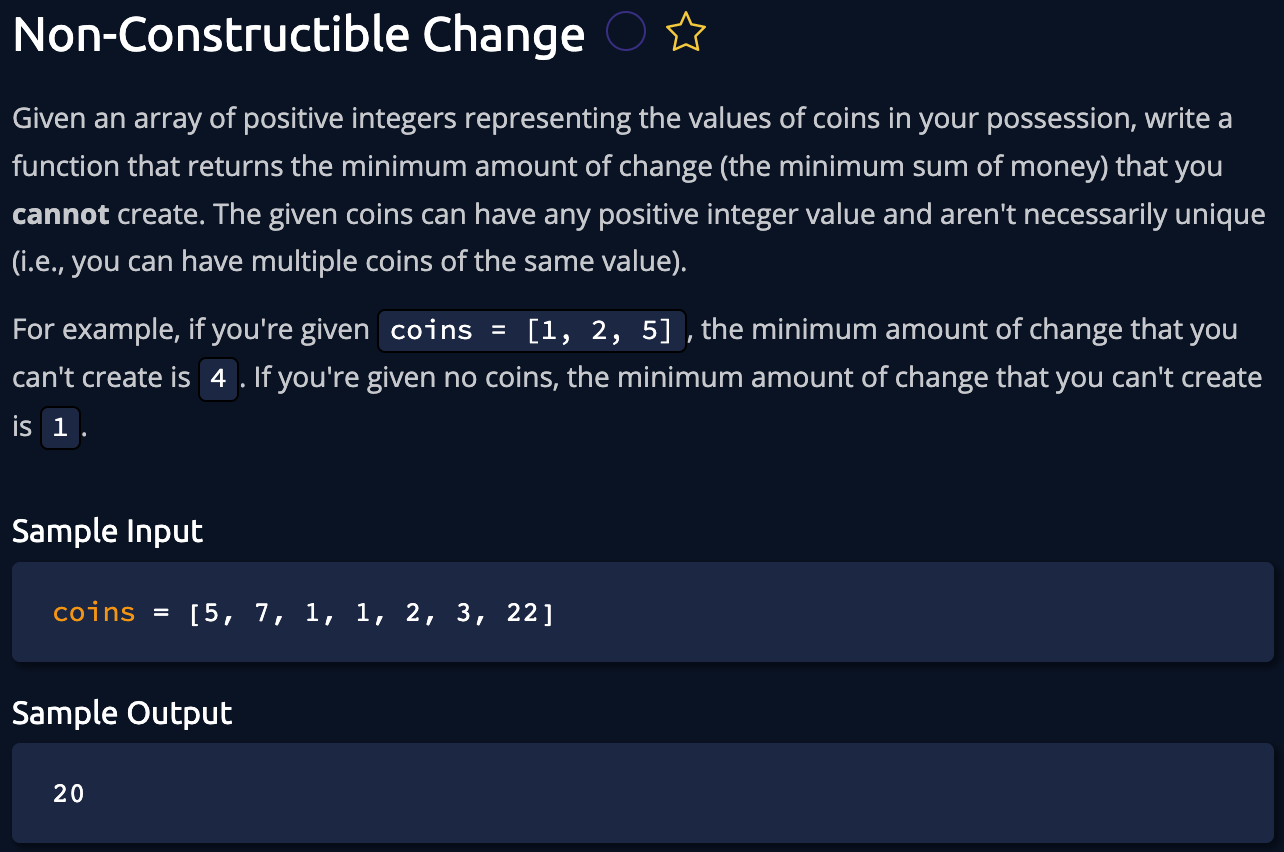 Non-Constructible Change
Given an array of positive integers representing the values of coins in your possession, write a
function that returns the minimum amount of change (the minimum sum of money) that you
cannot create. The given coins can have any positive integer value and aren't necessarily unique
(i.e., you can have multiple coins of the same value).
For example, if you're given coins = [1, 2, 5], the minimum amount of change that you
can't create is 4. If you're given no coins, the minimum amount of change that you can't create
is 1.
Sample Input
coins = [5, 7, 1, 1, 2, 3, 22]
Sample Output
20